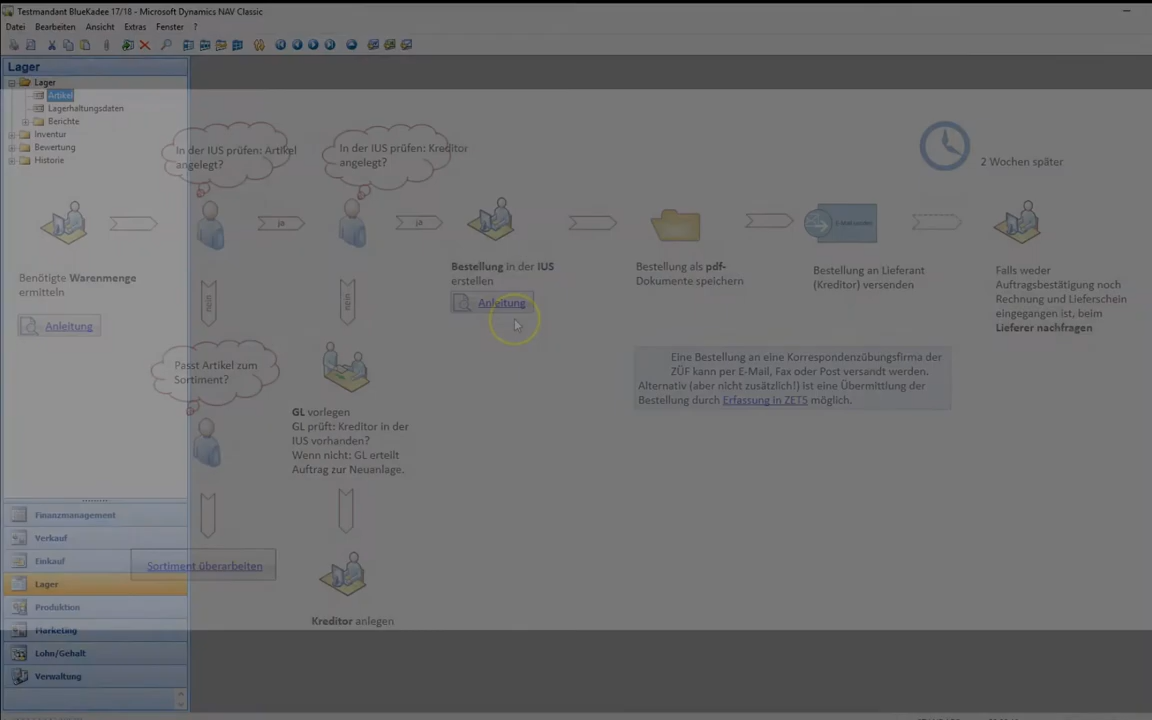 Testmandant BlueKadee 17/18 - Microsoft Dynamics NAV Classic
Datei Bearbeiten Ansicht Extras Fenster ?
Lager
Lager
Artikel
Lagerhaltungsdaten
Berichte
Inventur
Bewertung
Historie
In der IUS prüfen: Artikel
angelegt?
In der IUS prüfen: Kreditor
angelegt?
2 Wochen später
ja
ja
E-Mail senden
Benötigte Warenmenge
ermitteln
Anleitung
nein
nein
Bestellung in der IUS
erstellen
Anleitung
Bestellung als pdf-
Dokumente speichern
Bestellung an Lieferant
(Kreditor) versenden
Falls weder
Auftragsbestätigung noch
Rechnung und Lieferschein
eingegangen ist, beim
Lieferer nachfragen
Passt Artikel zum
Sortiment?
Eine Bestellung an eine Korrespondenzübungsfirma der
ZÜF kann per E-Mail, Fax oder Post versandt werden.
Alternativ (aber nicht zusätzlich!) ist eine Übermittlung der
Bestellung durch Erfassung in ZETS möglich.
GL vorlegen
GL prüft: Kreditor in der
IUS vorhanden?
Wenn nicht: GL erteilt
Auftrag zur Neuanlage.
Sortiment überarbeiten
Kreditor anlegen
Finanzmanagement
Verkauf
Einkauf
Lager
Produktion
Marketing
Lohn/Gehalt
Verwaltung